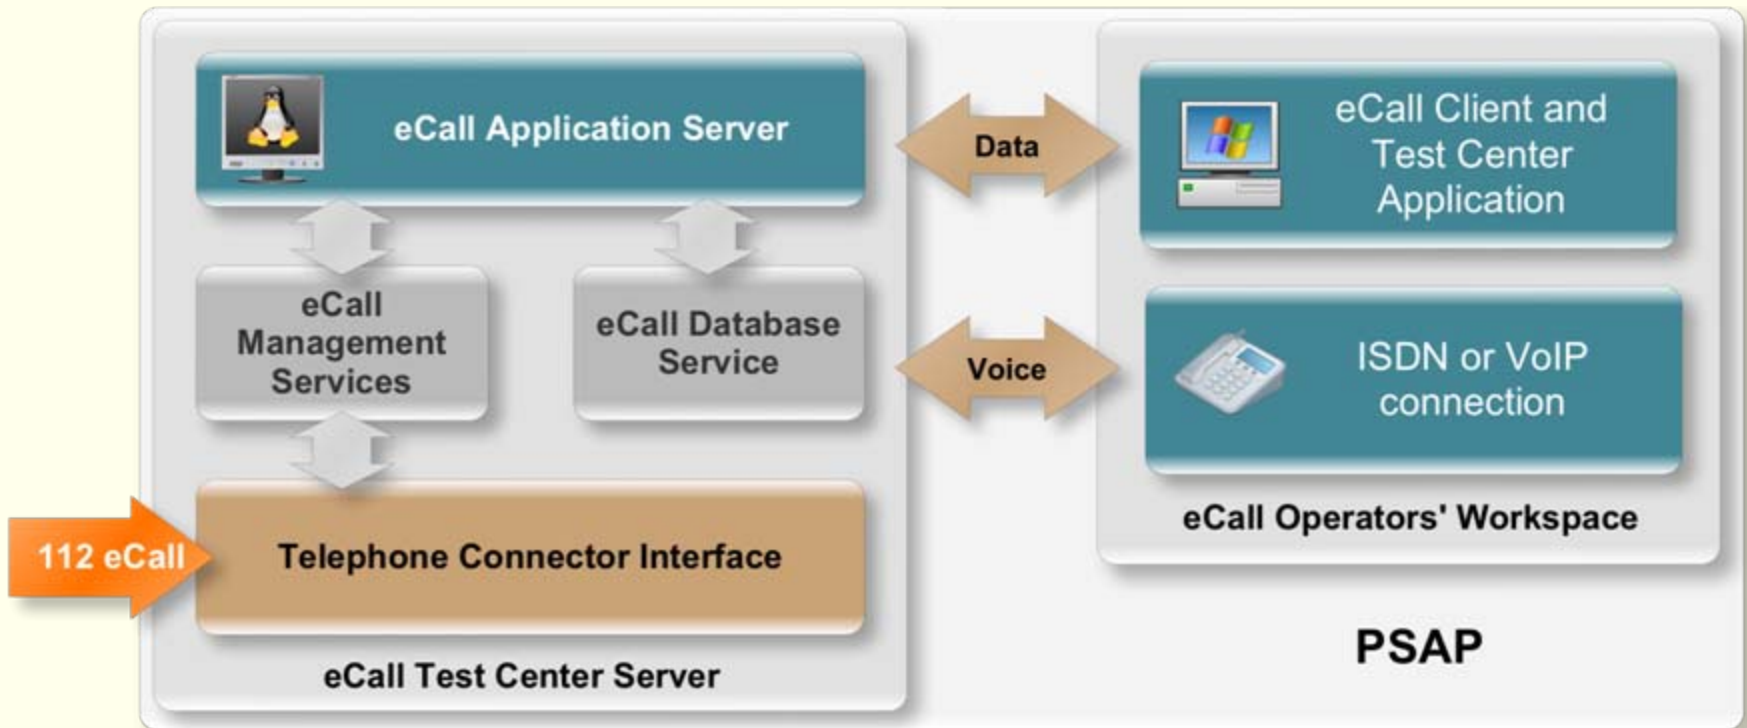 eCall Application Server
eCall
Management
Services
eCall Database
Service
112 eCall
Telephone Connector Interface
eCall Test Center Server
Data
Voice
eCall Client and
Test Center
Application
ISDN or VoIP
connection
eCall Operators' Workspace
PSAP